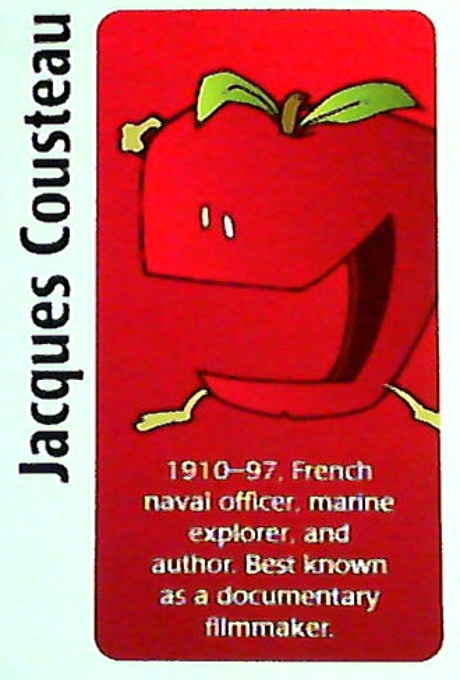 Jacques Cousteau
1910–97, French
naval officer, marine
explorer, and
author. Best known
as a documentary
filmmaker.